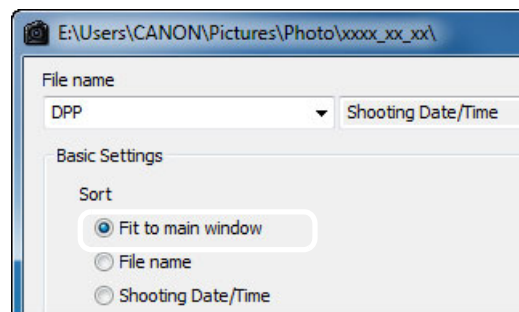 E:\Users\CANON\Pictures\Photo\xxxx_xx_xx\
File name
DPP Shooting Date/Time
Basic Settings
Sort
Fit to main window
File name
Shooting Date/Time